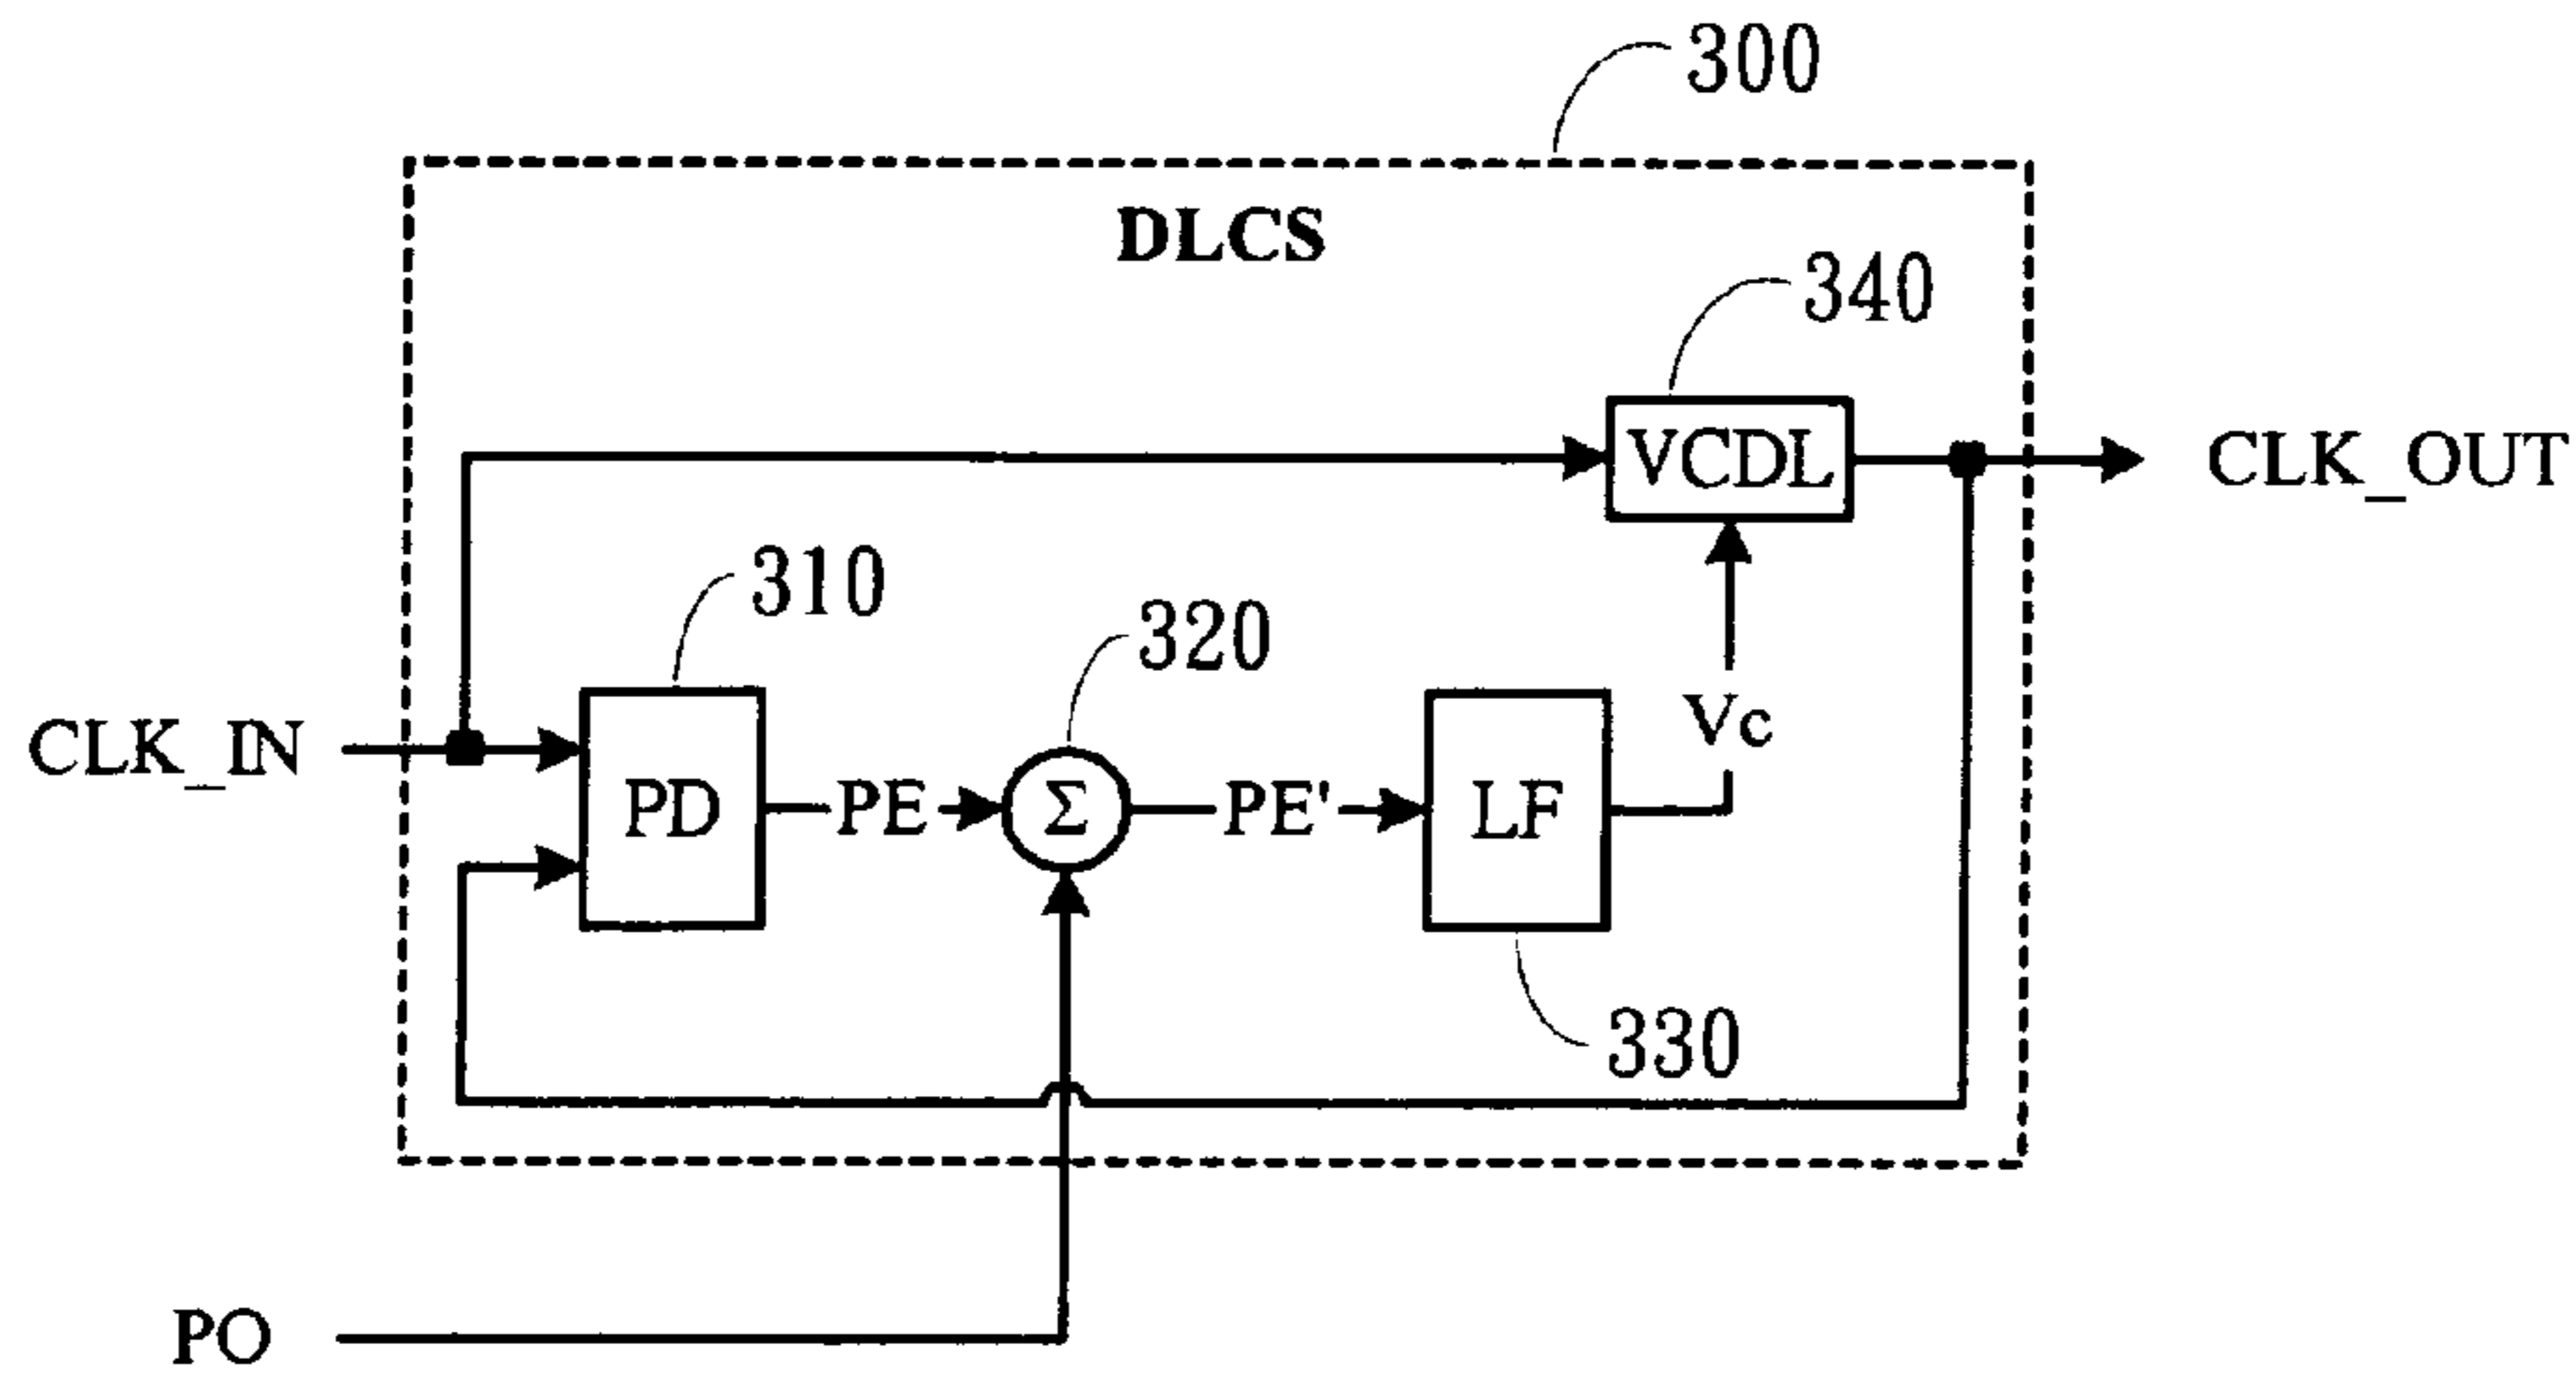 300
DLCS
340
VCDL
CLK_OUT
310
320
Vc
CLK_IN
PD
PE
Σ
PE'
LF
330
PO